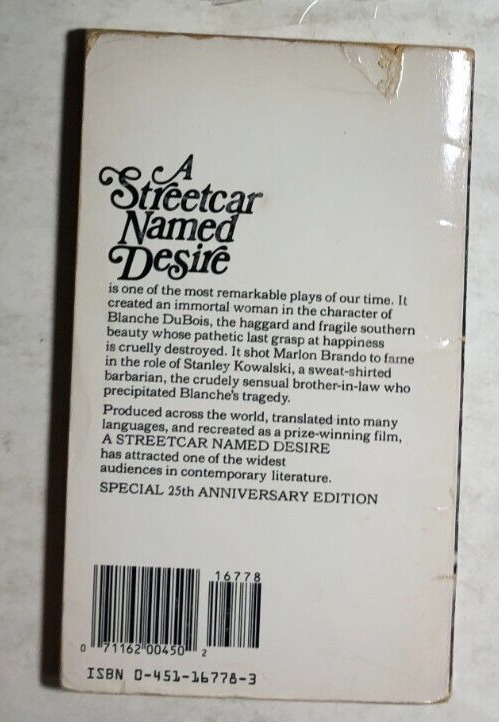 A
Streetcar
Named
Desire
is one of the most remarkable plays of our time. It
created an immortal woman in the character of
Blanche DuBois, the haggard and fragile southern
beauty whose pathetic last grasp at happiness
is cruelly destroyed. It shot Marlon Brando to fame
in the role of Stanley Kowalski, a sweat-shirted
barbarian, the crudely sensual brother-in-law who
precipitated Blanche's tragedy.
Produced across the world, translated into many
languages, and recreated as a prize-winning film,
A STREETCAR NAMED DESIRE
has attracted one of the widest
audiences in contemporary literature.
SPECIAL 25th ANNIVERSARY EDITION
16778
0 71162 00450 2
ISBN 0-451-16778-3